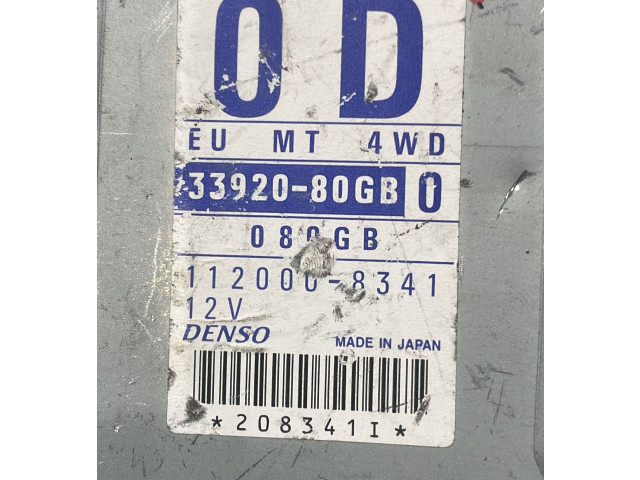 0D
EU MT 4WD
33920-80GB 0
080GB
112000-8341
12V
DENSO MADE IN JAPAN
*208341I*